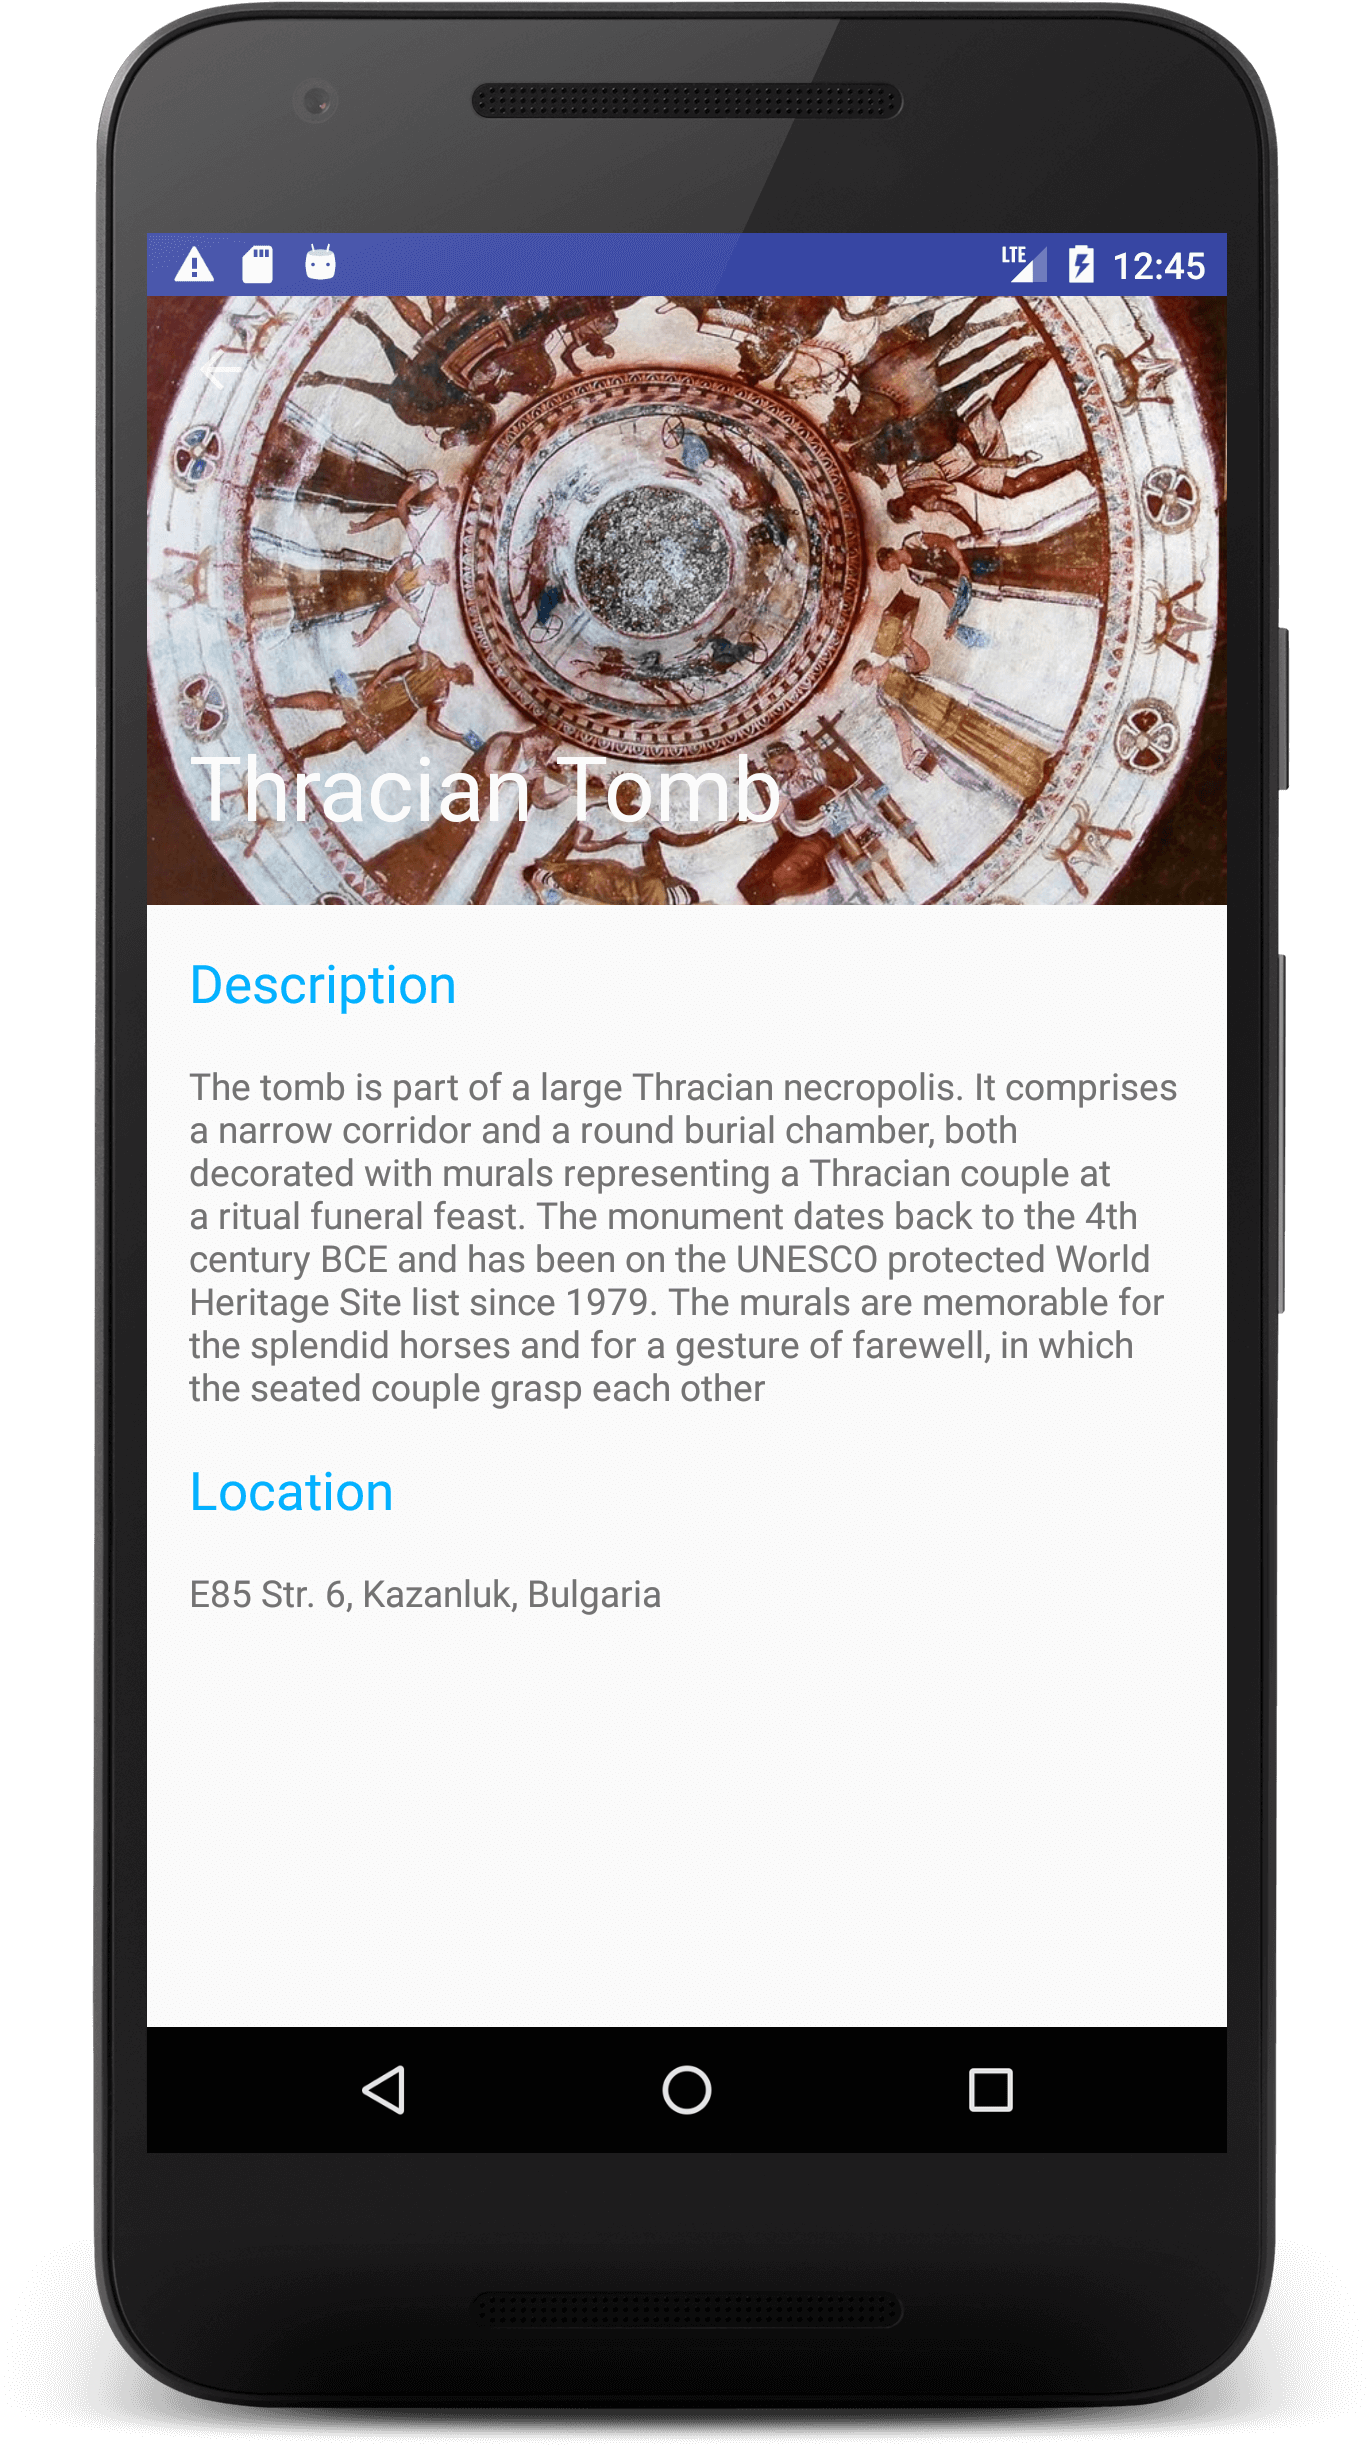 LTE 12:45
Thracian Tomb
Description
The tomb is part of a large Thracian necropolis. It comprises
a narrow corridor and a round burial chamber, both
decorated with murals representing a Thracian couple at
a ritual funeral feast. The monument dates back to the 4th
century BCE and has been on the UNESCO protected World
Heritage Site list since 1979. The murals are memorable for
the splendid horses and for a gesture of farewell, in which
the seated couple grasp each other
Location
E85 Str. 6, Kazanluk, Bulgaria